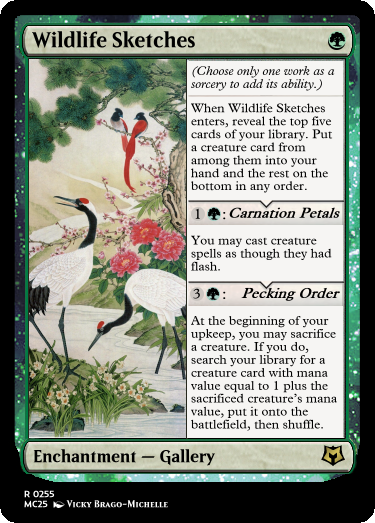 Wildlife Sketches
(Choose only one work as a
sorcery to add its ability.)
When Wildlife Sketches
enters, reveal the top five
cards of your library. Put
a creature card from
among them into your
hand and the rest on the
bottom in any order.
1 : Carnation Petals
You may cast creature
spells as though they had
flash.
3 : Pecking Order
At the beginning of your
upkeep, you may sacrifice
a creature. If you do,
search your library for a
creature card with mana
value equal to 1 plus the
sacrificed creature's mana
value, put it onto the
battlefield, then shuffle.
Enchantment — Gallery
R 0255
MC25 Vicky Brago-Michelle